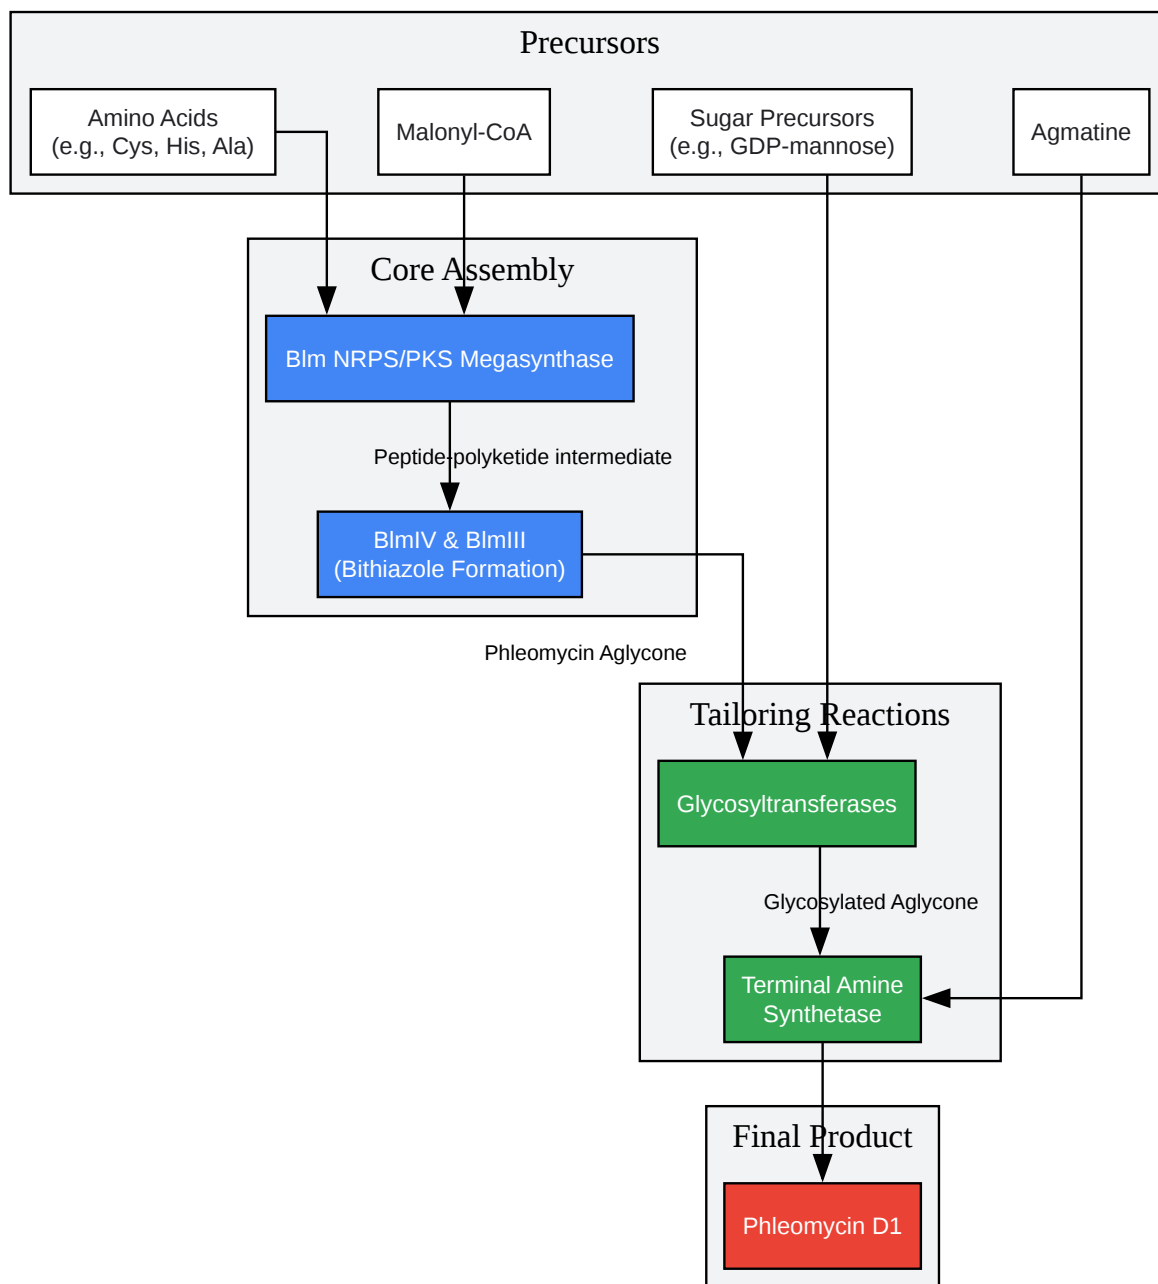 Precursors
Amino Acids
(e.g., Cys, His, Ala)
Malonyl-CoA
Sugar Precursors
(e.g., GDP-mannose)
Agmatine
Core Assembly
Blm NRPS/PKS Megasynthase
Peptide-polyketide intermediate
BlmIV & BlmIII
(Bithiazole Formation)
Phleomycin Aglycone
Tailoring Reactions
Glycosyltransferases
Glycosylated Aglycone
Terminal Amine
Synthetase
Final Product
Phleomycin D1